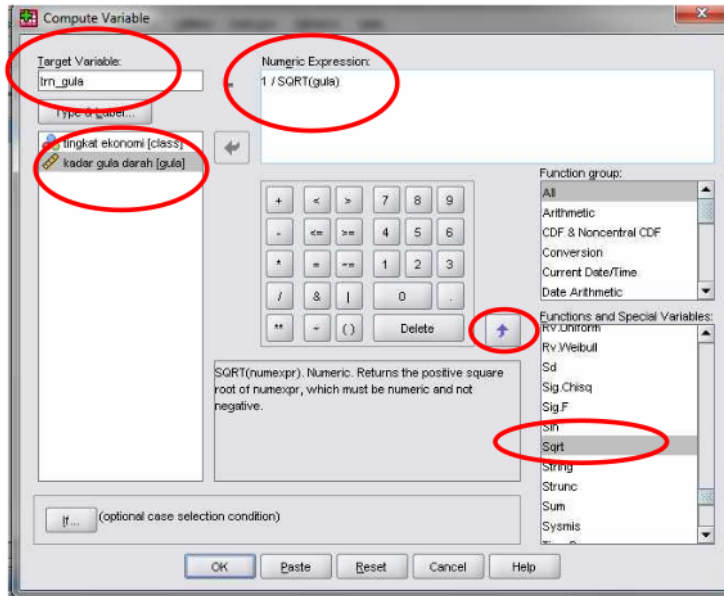 Compute Variable
Target Variable:
trn_gula
=
Numeric Expression:
1 / SQRT(gula)
Type & Label...
tingkat ekonomi [class]
kadar gula darah [gula]
+ < > 7 8 9
- <= >= 4 5 6
* = ~= 1 2 3
/ & | 0 .
** ~ ( ) Delete
Function group:
All
Arithmetic
CDF & Noncentral CDF
Conversion
Current Date/Time
Date Arithmetic
Functions and Special Variables:
Rv.Uniform
Rv.Weibull
Sd
Sig.Chisq
Sig.F
Sin
Sqrt
String
Strunc
Sum
Sysmis
SQRT(numexpr). Numeric. Returns the positive square
root of numexpr, which must be numeric and not
negative.
If... (optional case selection condition)
OK Paste Reset Cancel Help